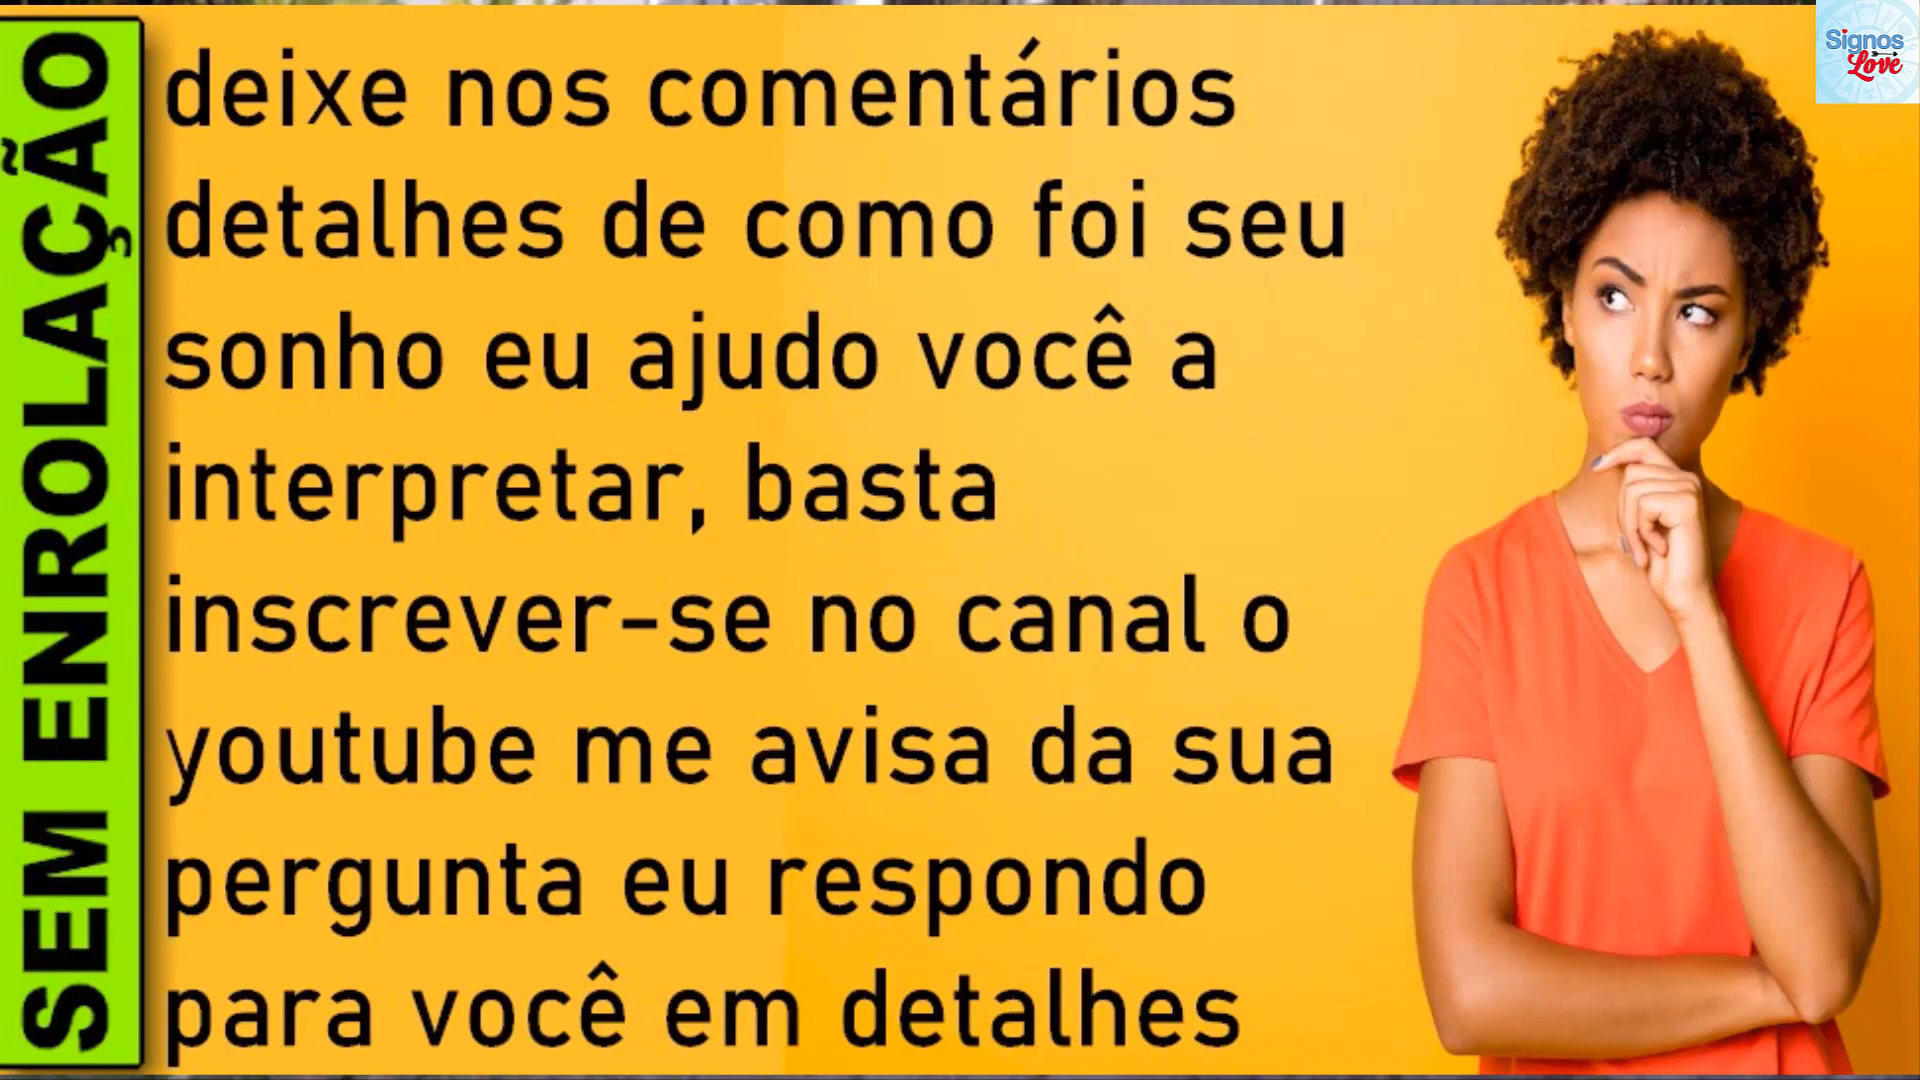 SEM ENROLAÇÃO
deixe nos comentários
detalhes de como foi seu
sonho eu ajudo você a
interpretar, basta
inscrever-se no canal o
youtube me avisa da sua
pergunta eu respondo
para você em detalhes
Signos
Love